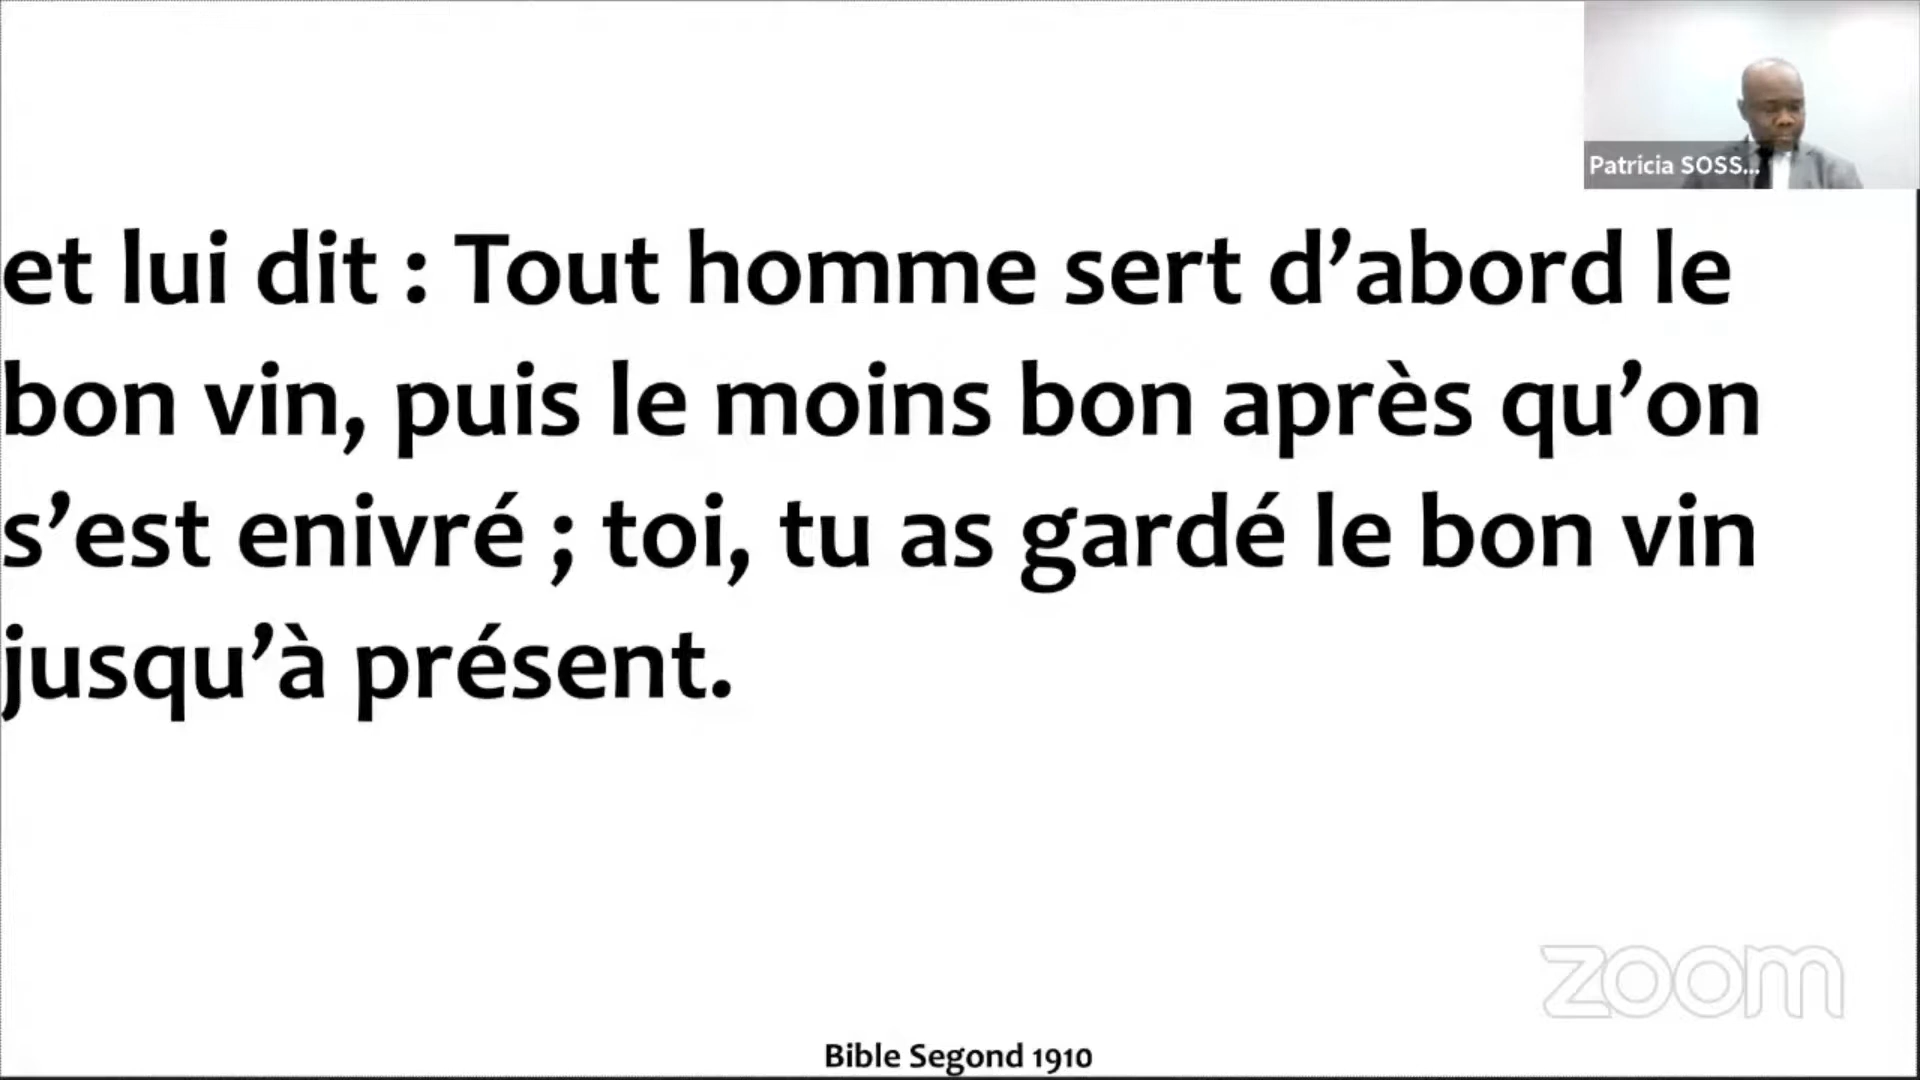 Patricia SOSS...
et lui dit : Tout homme sert d’abord le
bon vin, puis le moins bon après qu’on
s’est enivré ; toi, tu as gardé le bon vin
jusqu’à présent.
zoom
Bible Segond 1910